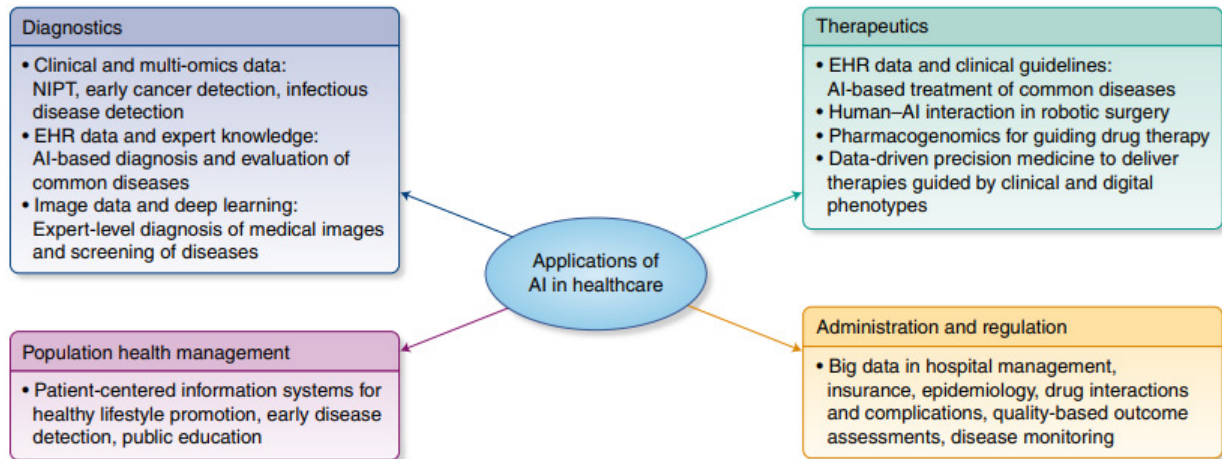 Diagnostics
• Clinical and multi-omics data:
NIPT, early cancer detection, infectious
disease detection
• EHR data and expert knowledge:
AI-based diagnosis and evaluation of
common diseases
• Image data and deep learning:
Expert-level diagnosis of medical images
and screening of diseases
Therapeutics
• EHR data and clinical guidelines:
AI-based treatment of common diseases
• Human–AI interaction in robotic surgery
• Pharmacogenomics for guiding drug therapy
• Data-driven precision medicine to deliver
therapies guided by clinical and digital
phenotypes
Applications of
AI in healthcare
Population health management
• Patient-centered information systems for
healthy lifestyle promotion, early disease
detection, public education
Administration and regulation
• Big data in hospital management,
insurance, epidemiology, drug interactions
and complications, quality-based outcome
assessments, disease monitoring